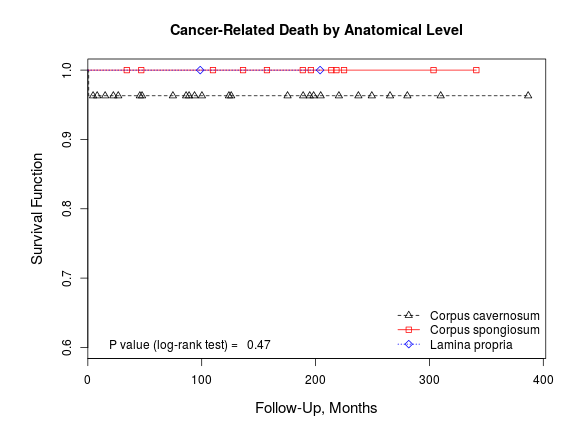 Cancer-Related Death by Anatomical Level
Survival Function
1.0
0.9
0.8
0.7
0.6
Corpus cavernosum
Corpus spongiosum
Lamina propria
P value (log-rank test) = 0.47
0 100 200 300 400
Follow-Up, Months